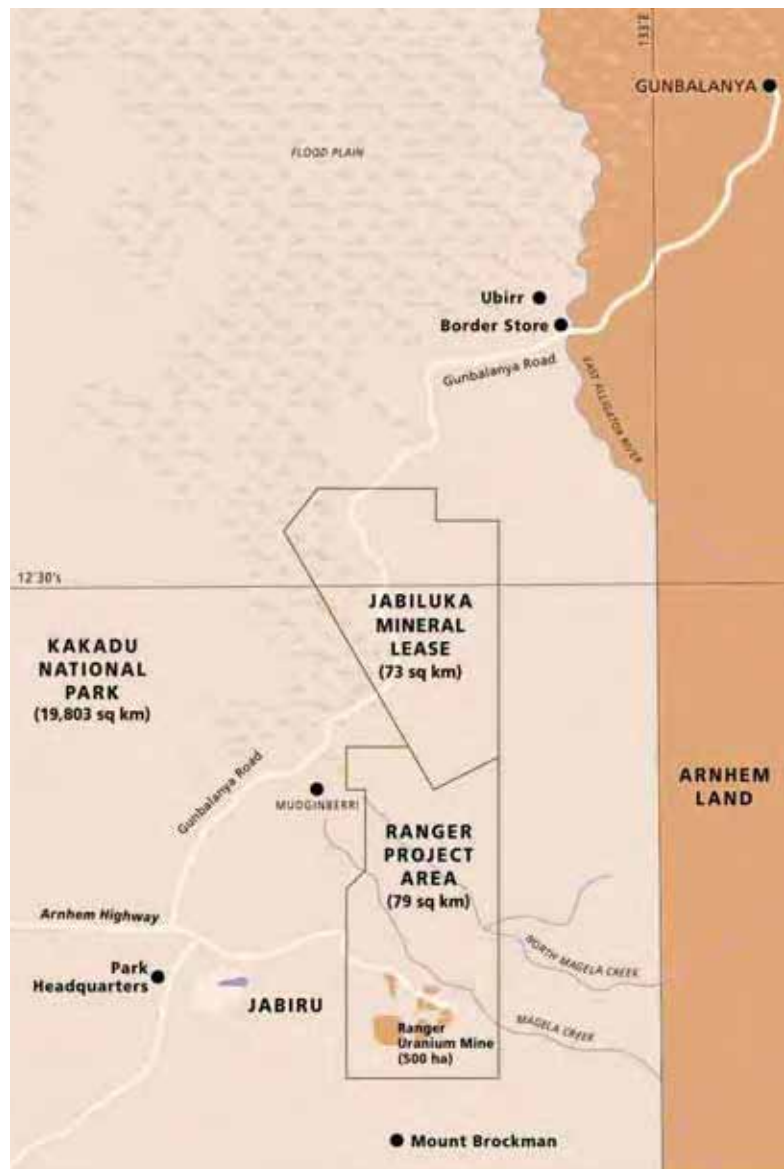 133°E
GUNBALANYA
FLOOD PLAIN
Ubirr
Border Store
Gunbalanya Road
EAST ALLIGATOR RIVER
12°30's
JABILUKA
MINERAL
LEASE
(73 sq km)
KAKADU
NATIONAL
PARK
(19,803 sq km)
ARNHEM
LAND
Gunbalanya Road
MUDGINBERRI
RANGER
PROJECT
AREA
(79 sq km)
Arnhem Highway
NORTH MAGELA CREEK
Park
Headquarters
JABIRU
MAGELA CREEK
Ranger
Uranium Mine
(500 ha)
Mount Brockman